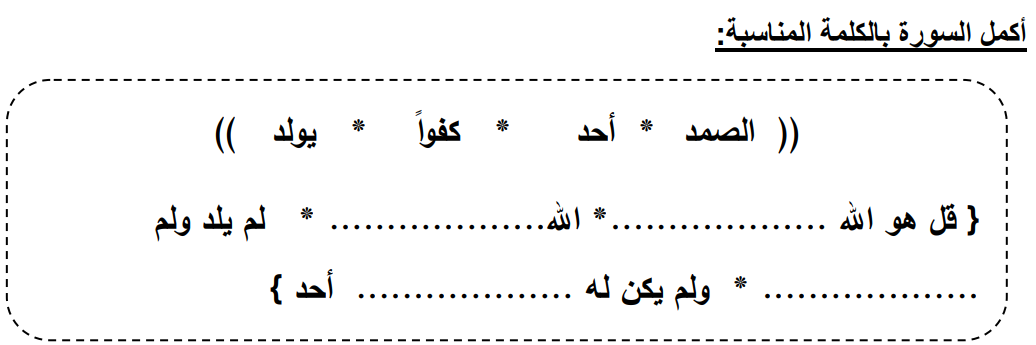 أكمل السورة بالكلمة المناسبة:
(( الصمد * أحد * كفواً * يولد ))
{ قل هو الله ...................* الله................... * لم يلد ولم
................... * ولم يكن له ................... أحد }